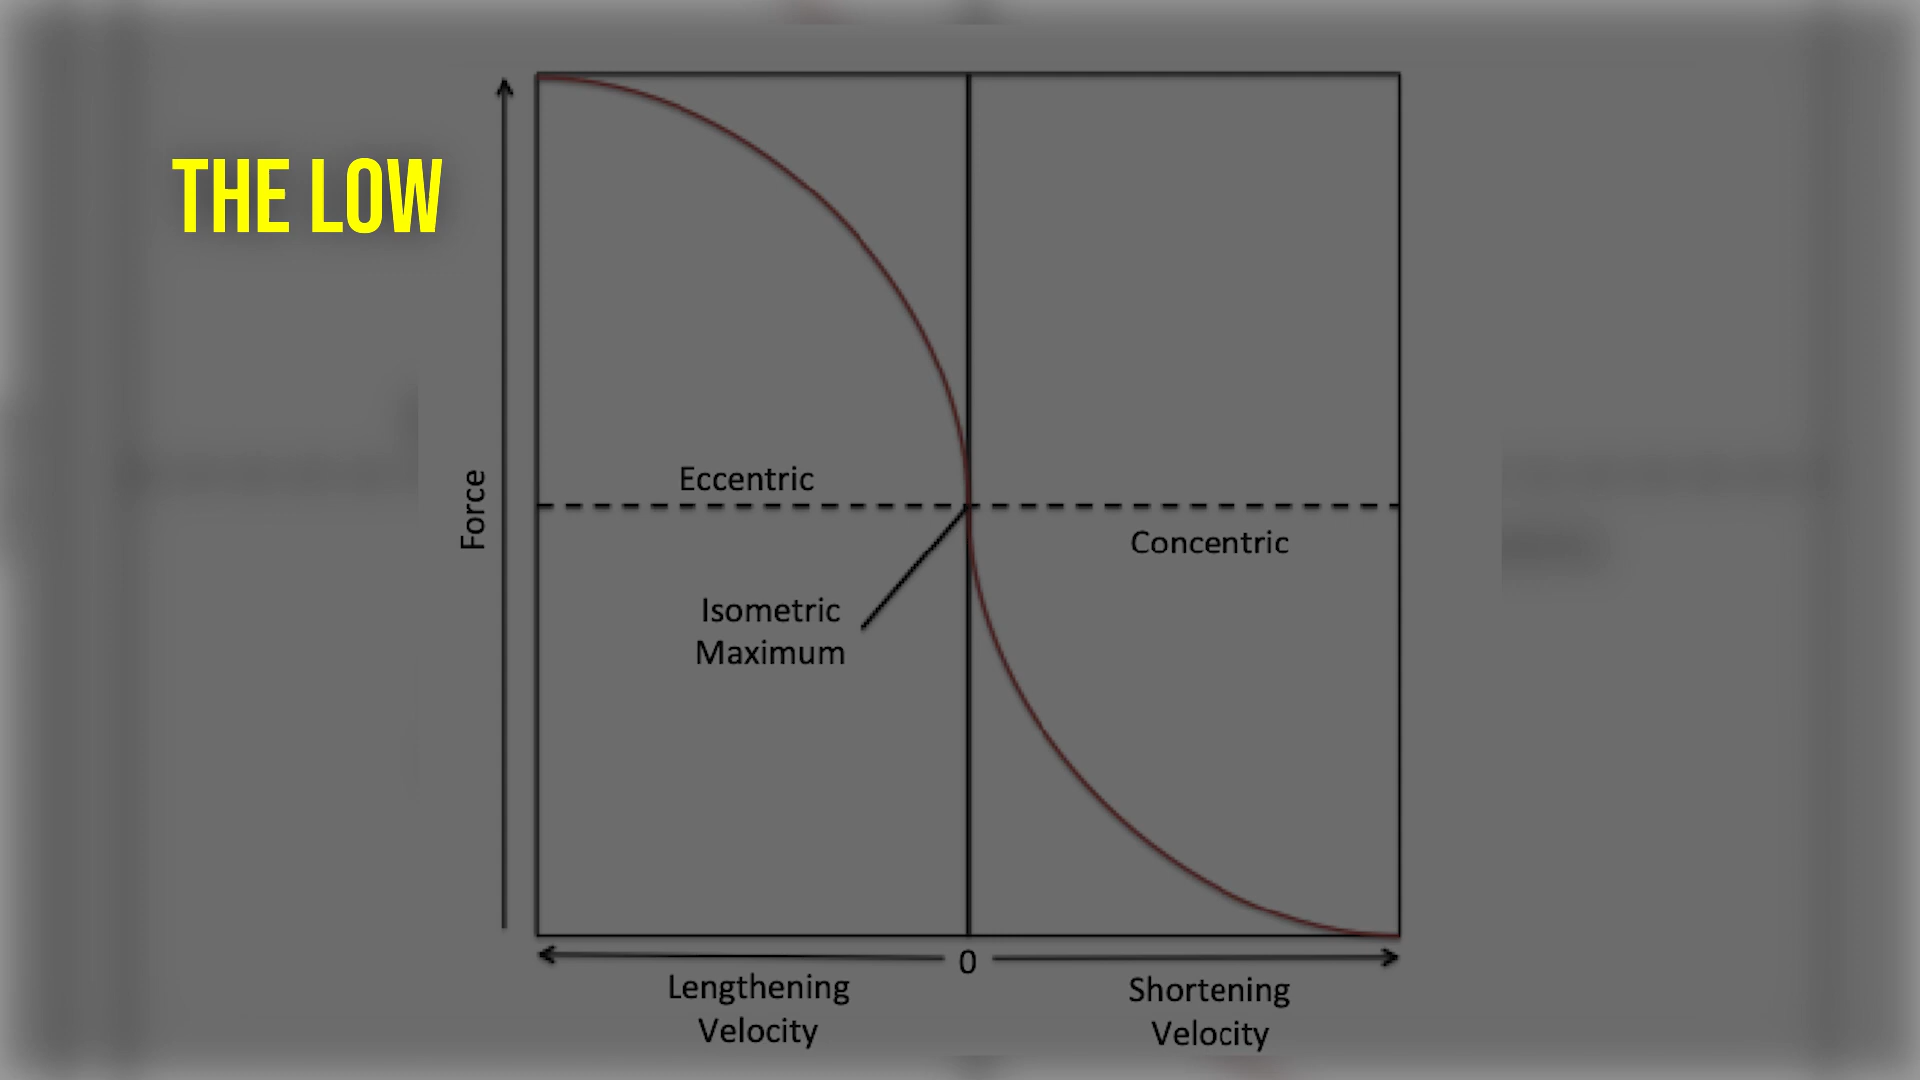 THE LOW
Force
Eccentric
Concentric
Isometric
Maximum
0
Lengthening
Velocity
Shortening
Velocity